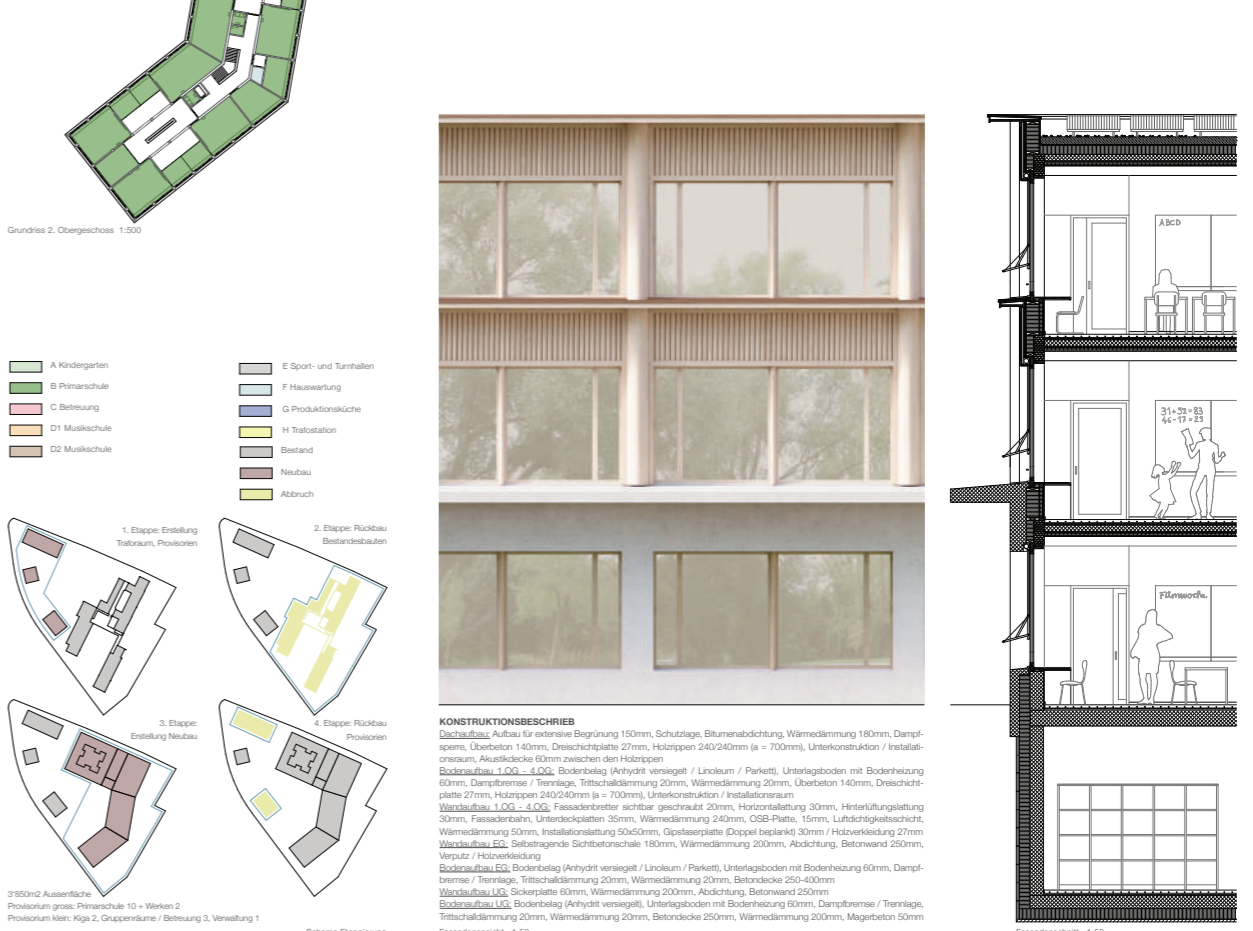 Grundriss 2. Obergeschoss 1:500
A Kindergarten
B Primarschule
C Betreuung
D1 Musikschule
D2 Musikschule
E Sport- und Turnhallen
F Hauswartung
G Produktionsküche
H Trafostation
Bestand
Neubau
Abbruch
1. Etappe: Erstellung
Traforaum, Provisorien
2. Etappe: Rückbau
Bestandesbauten
3. Etappe:
Erstellung Neubau
4. Etappe: Rückbau
Provisorien
3'850m2 Aussenfläche
Provisorium gross: Primarschule 10 + Werken 2
Provisorium klein: Kiga 2, Gruppenräume / Betreuung 3, Verwaltung 1
KONSTRUKTIONSBESCHRIEB
Dachaufbau: Aufbau für extensive Begrünung 150mm, Schutzlage, Bitumenabdichtung, Wärmedämmung 180mm, Dampf-
sperre, Überbeton 140mm, Dreischichtplatte 27mm, Holzrippen 240/240mm (a = 700mm), Unterkonstruktion / Installati-
onsraum, Akustikdecke 60mm zwischen den Holzrippen
Bodenaufbau 1.OG - 4.OG: Bodenbelag (Anhydrit versiegelt / Linoleum / Parkett), Unterlagsboden mit Bodenheizung
60mm, Dampfbremse / Trennlage, Trittschalldämmung 20mm, Wärmedämmung 20mm, Überbeton 140mm, Dreischicht-
platte 27mm, Holzrippen 240/240mm (a = 700mm), Unterkonstruktion / Installationsraum
Wandaufbau 1.OG - 4.OG: Fassadenbretter sichtbar geschraubt 20mm, Horizontallattung 30mm, Hinterlüftungslattung
30mm, Fassadenbahn, Unterdeckplatten 35mm, Wärmedämmung 240mm, OSB-Platte, 15mm, Luftdichtigkeitsschicht,
Wärmedämmung 50mm, Installationslattung 50x50mm, Gipsfaserplatte (Doppel beplankt) 30mm / Holzverkleidung 27mm
Wandaufbau EG: Selbstragende Sichtbetonschale 180mm, Wärmedämmung 200mm, Abdichtung, Betonwand 250mm,
Verputz / Holzverkleidung
Bodenaufbau EG: Bodenbelag (Anhydrit versiegelt / Linoleum / Parkett), Unterlagsboden mit Bodenheizung 60mm, Dampf-
bremse / Trennlage, Trittschalldämmung 20mm, Wärmedämmung 20mm, Betondecke 250-400mm
Wandaufbau UG: Sickerplatte 60mm, Wärmedämmung 200mm, Abdichtung, Betonwand 250mm
Bodenaufbau UG: Bodenbelag (Anhydrit versiegelt), Unterlagsboden mit Bodenheizung 60mm, Dampfbremse / Trennlage,
Trittschalldämmung 20mm, Wärmedämmung 20mm, Betondecke 250mm, Wärmedämmung 200mm, Magerbeton 50mm
ABCD
31+52=83
46-17=29
Filmwoche